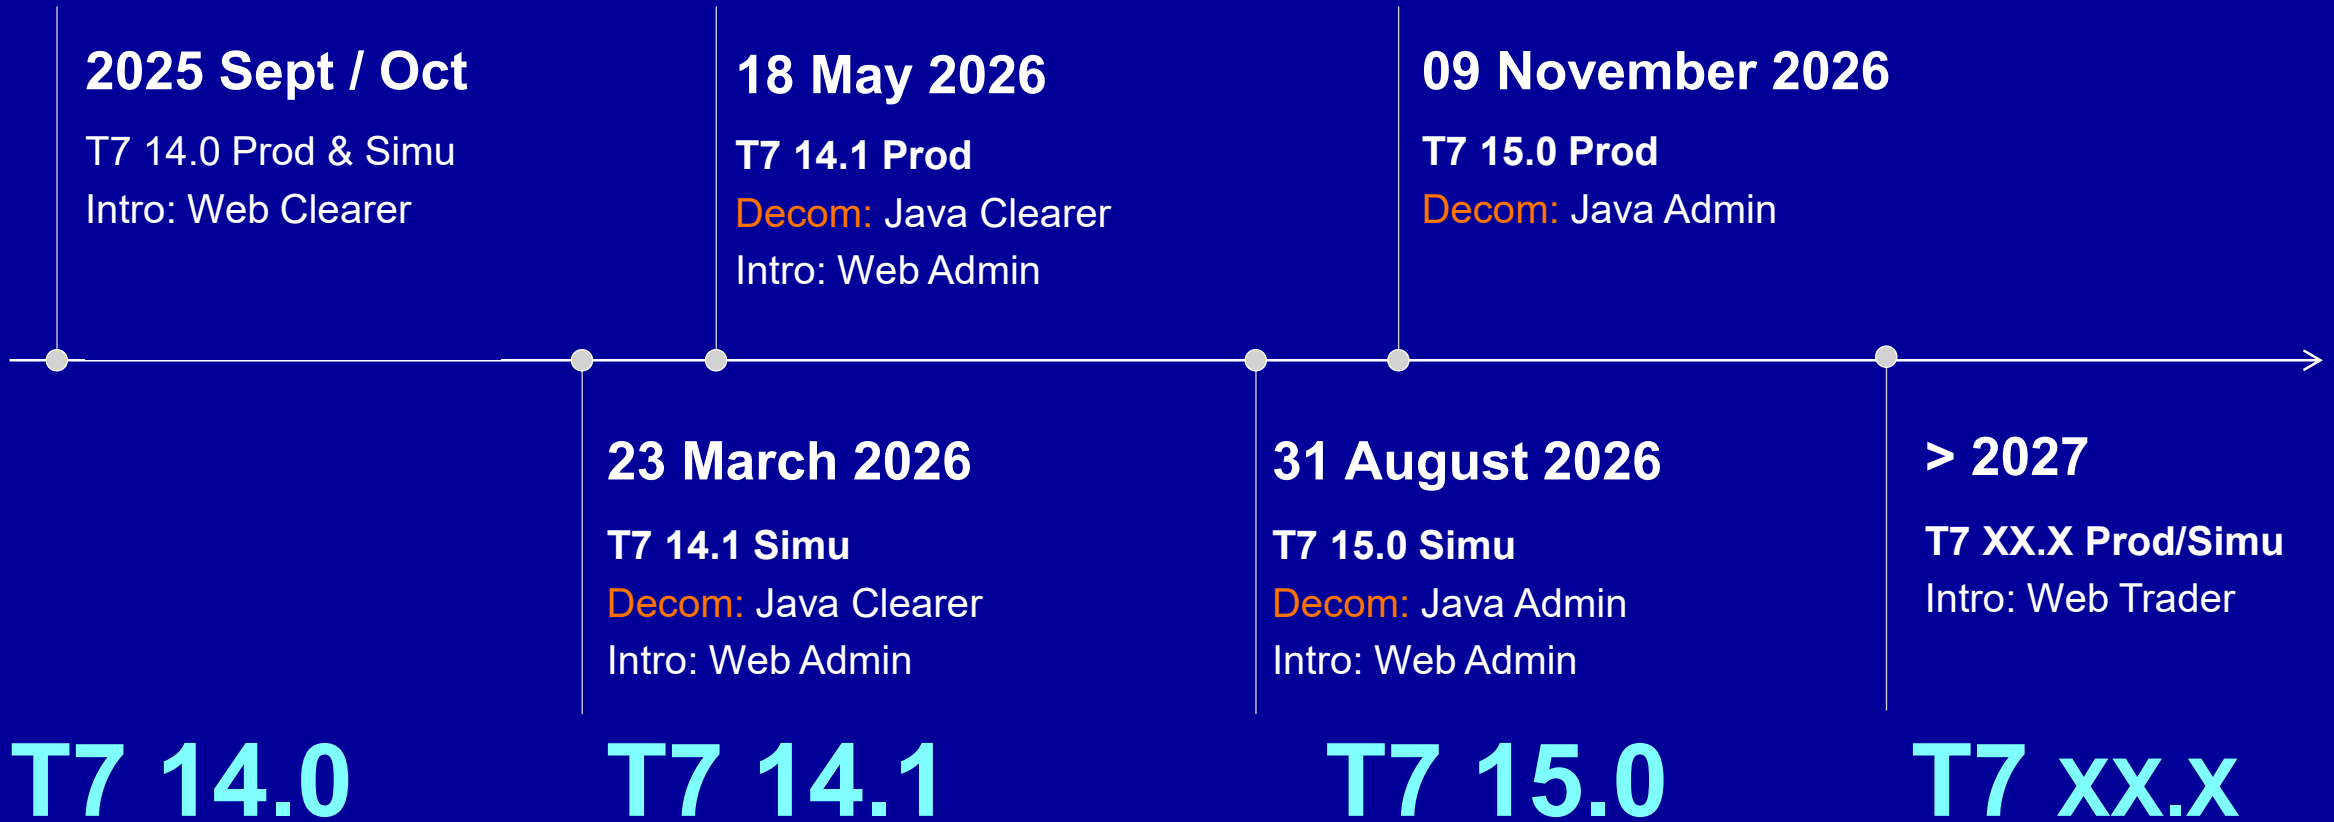 2025 Sept / Oct
T7 14.0 Prod & Simu
Intro: Web Clearer
18 May 2026
T7 14.1 Prod
Decom: Java Clearer
Intro: Web Admin
09 November 2026
T7 15.0 Prod
Decom: Java Admin
23 March 2026
T7 14.1 Simu
Decom: Java Clearer
Intro: Web Admin
31 August 2026
T7 15.0 Simu
Decom: Java Admin
Intro: Web Admin
> 2027
T7 XX.X Prod/Simu
Intro: Web Trader
T7 14.0
T7 14.1
T7 15.0
T7 xx.x